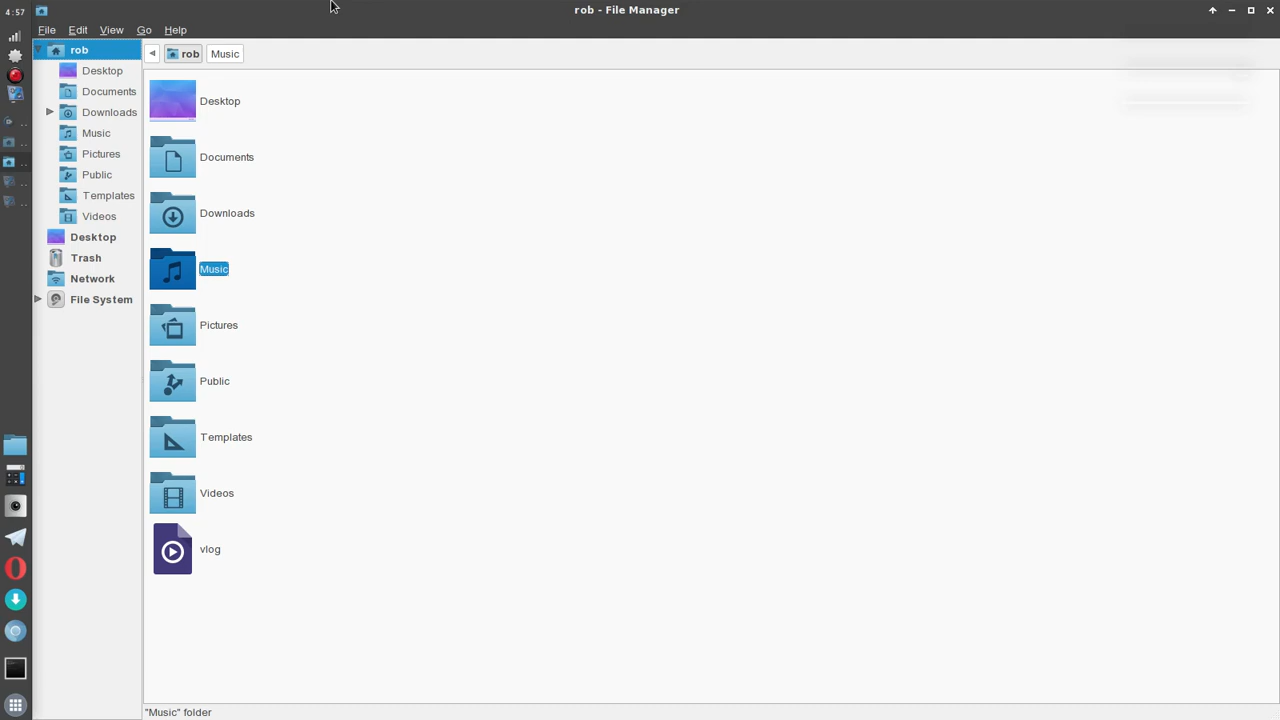 4:57
rob - File Manager
File Edit View Go Help
rob
Desktop
Documents
Downloads
Music
Pictures
Public
Templates
Videos
Desktop
Trash
Network
File System
rob Music
Desktop
Documents
Downloads
Music
Pictures
Public
Templates
Videos
vlog
"Music" folder